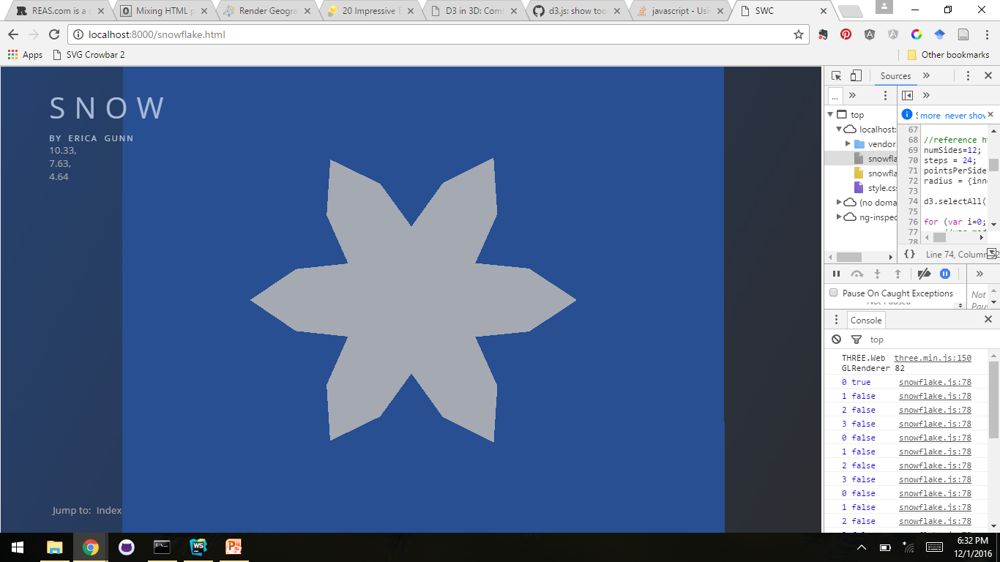 REAS.com is a c
Mixing HTML p
Render Geogra
20 Impressive
D3 in 3D: Coml
d3.js: show too
javascript - Usi
SWC
localhost:8000/snowflake.html
Apps
SVG Crowbar 2
Other bookmarks
SNOW
BY ERICA GUNN
10.33,
7.63,
4.64
Jump to: Index
Sources
...
top
localhost:
vendor
snowfla
snowfla
style.cs
(no doma
ng-inspec
more never show
67
68 //reference h
69 numSides=12;
70 steps = 24;
71 pointsPerSide
72 radius = {inn
73
74 d3.selectAll(
75
76 for (var i=0;
77
78
{} Line 74, Column 52
Pause On Caught Exceptions
Not Paused
Not
Pau
Console
top
THREE.Web three.min.js:150
GLRenderer 82
0 true snowflake.js:78
1 false snowflake.js:78
2 false snowflake.js:78
3 false snowflake.js:78
0 false snowflake.js:78
1 false snowflake.js:78
2 false snowflake.js:78
3 false snowflake.js:78
0 false snowflake.js:78
1 false snowflake.js:78
2 false snowflake.js:78
6:32 PM
12/1/2016